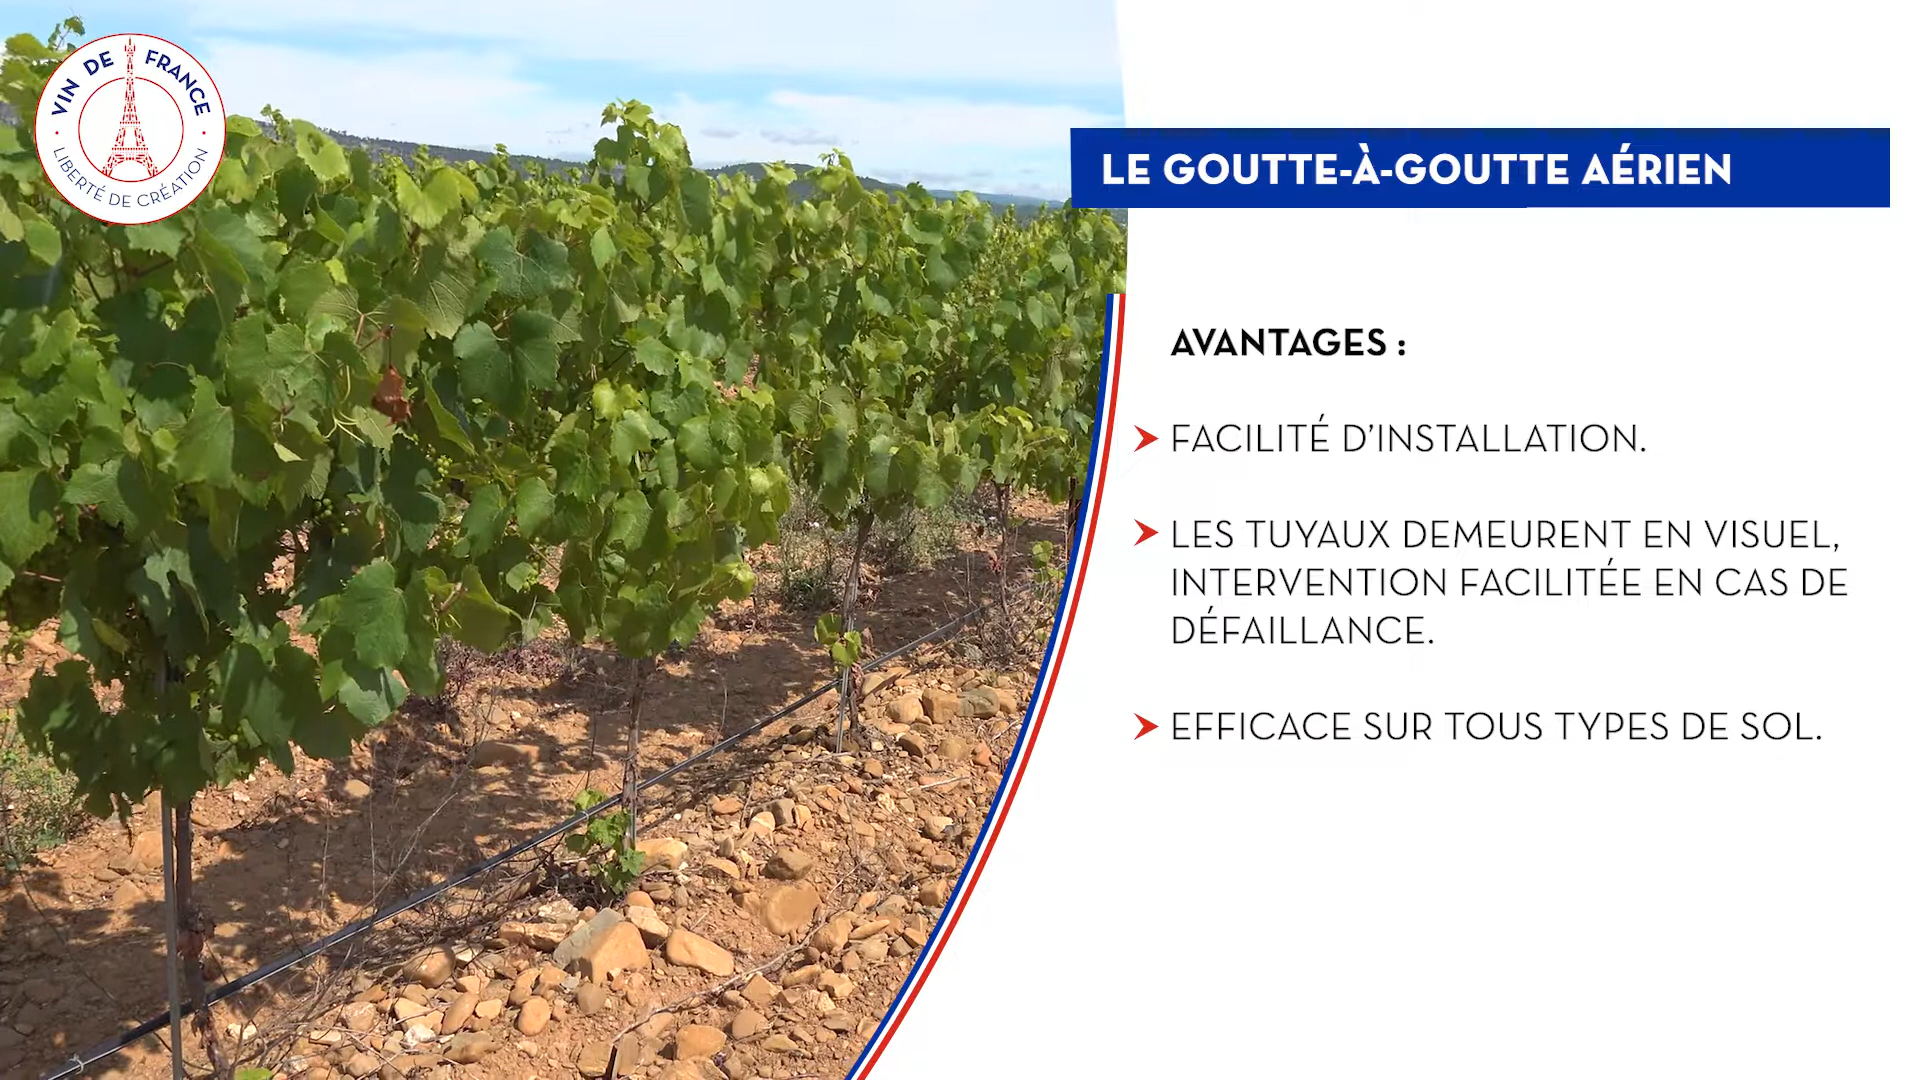 VIN DE FRANCE
LIBERTÉ DE CRÉATION
LE GOUTTE-À-GOUTTE AÉRIEN
AVANTAGES :
FACILITÉ D’INSTALLATION.
LES TUYAUX DEMEURENT EN VISUEL,
INTERVENTION FACILITÉE EN CAS DE
DÉFAILLANCE.
EFFICACE SUR TOUS TYPES DE SOL.